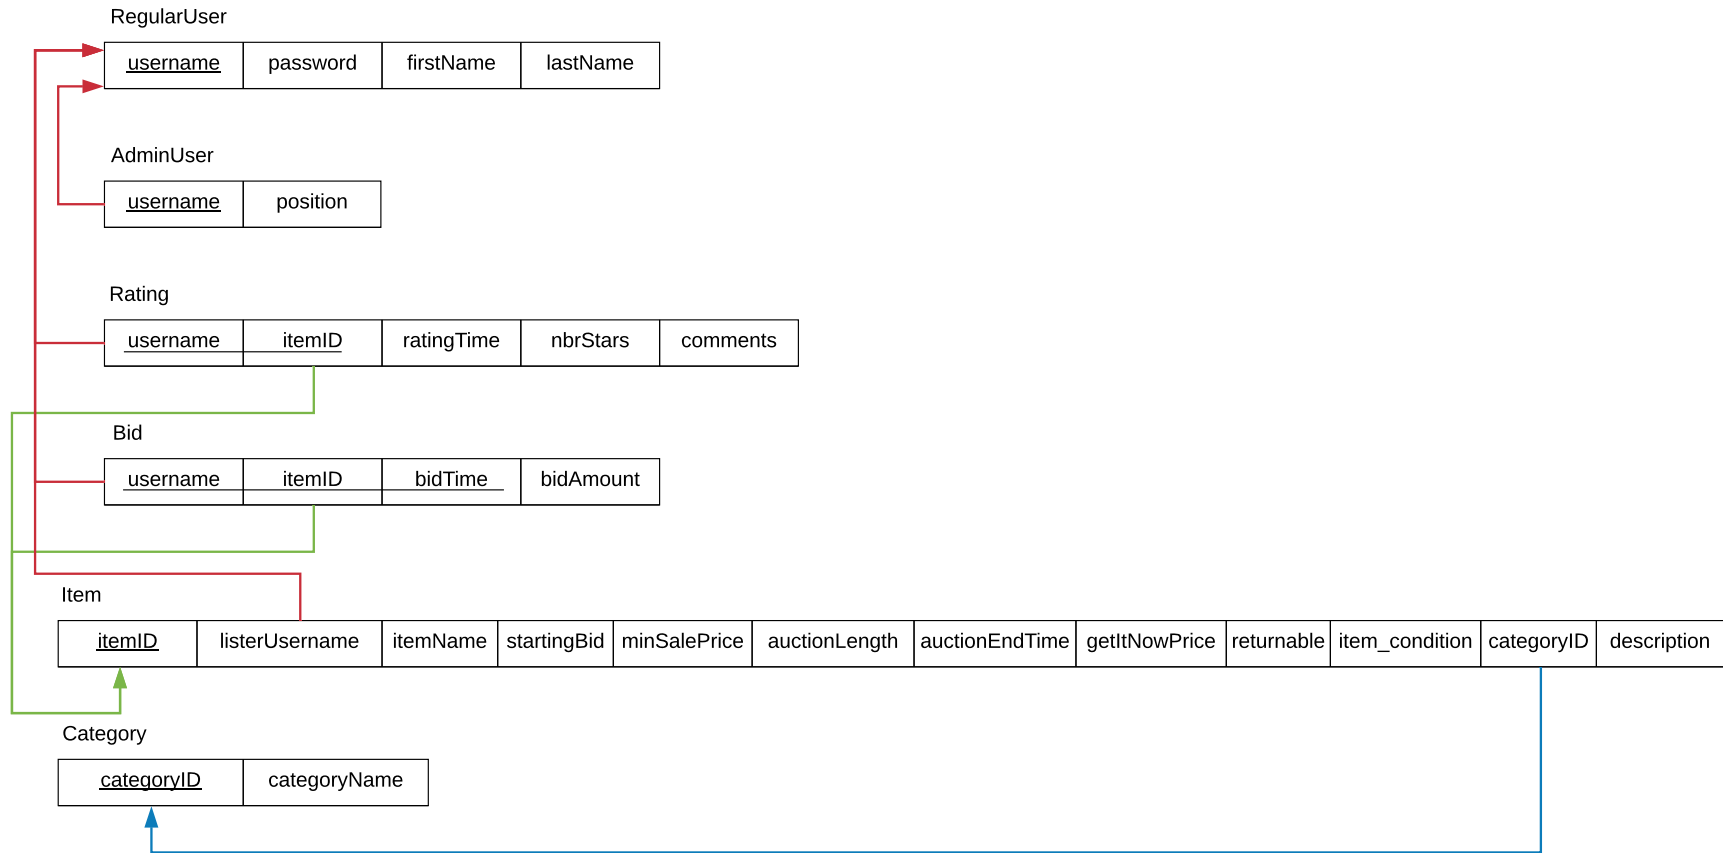 RegularUser
username password firstName lastName
AdminUser
username position
Rating
username itemID ratingTime nbrStars comments
Bid
username itemID bidTime bidAmount
Item
itemID listerUsername itemName startingBid minSalePrice auctionLength auctionEndTime getItNowPrice returnable item_condition categoryID description
Category
categoryID categoryName